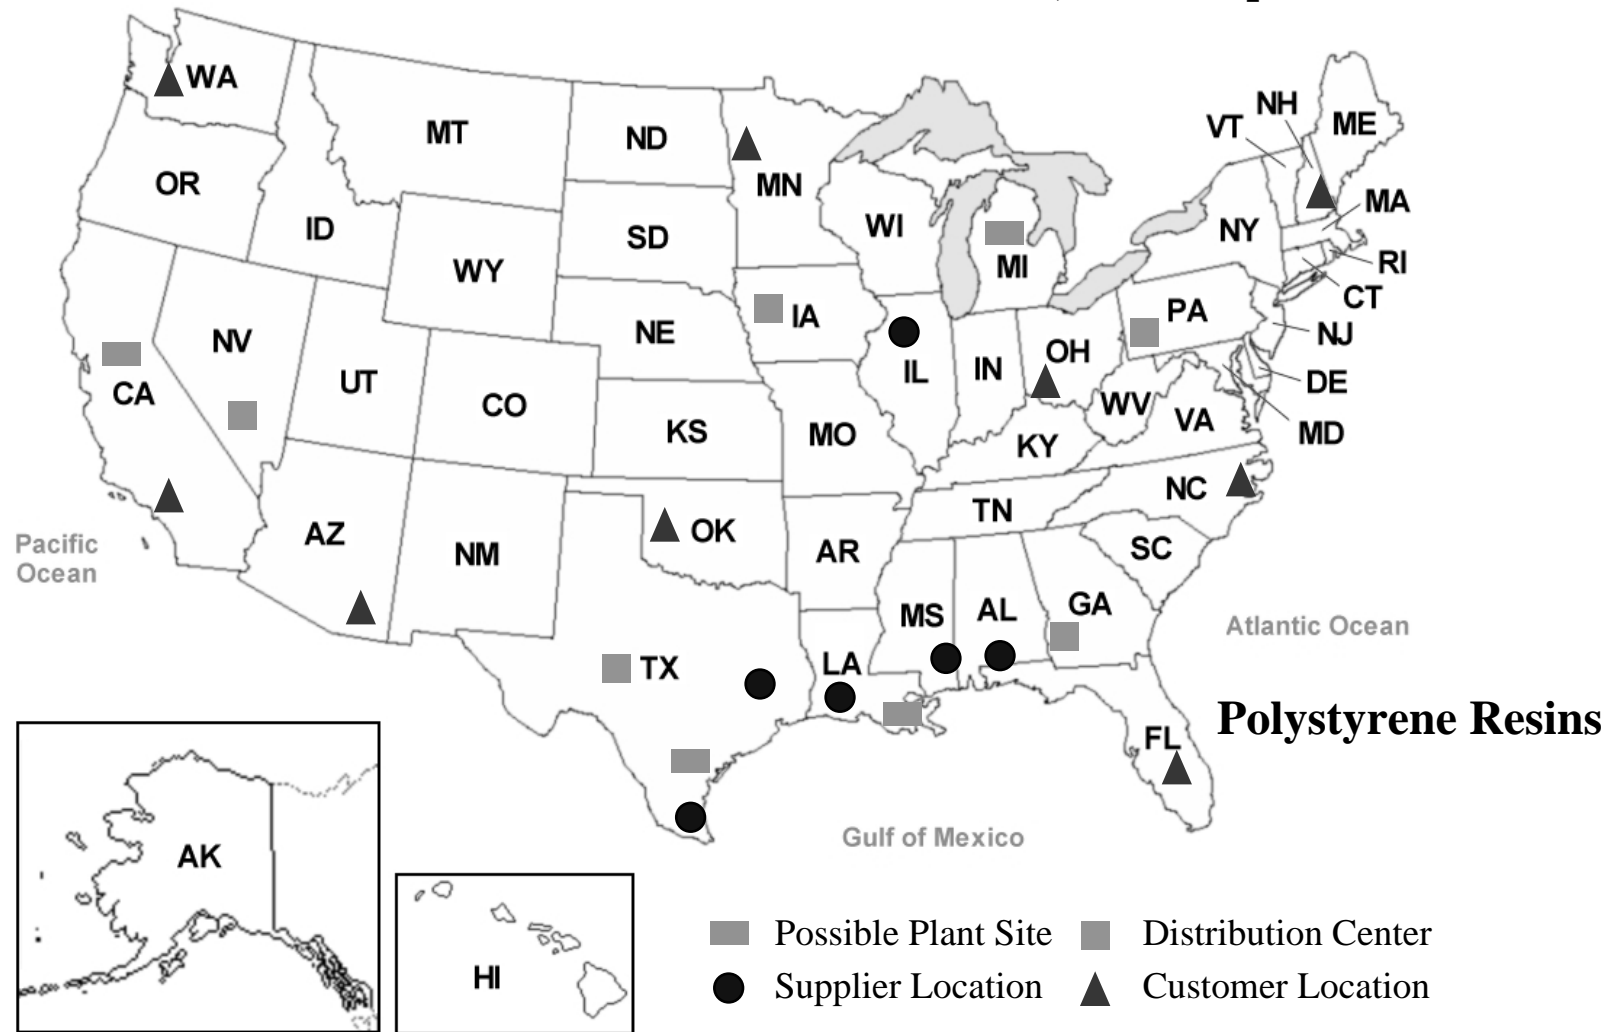 WA
MT
ND
MN
OR
ID
WY
SD
WI
MI
VT
NH
ME
NY
MA
RI
CT
NJ
DE
MD
PA
NV
CA
UT
CO
NE
IA
IL
IN
OH
WV
VA
KS
MO
KY
NC
TN
SC
AZ
NM
OK
AR
MS
AL
GA
TX
LA
FL
Pacific
Ocean
Atlantic Ocean
Polystyrene Resins
Gulf of Mexico
AK
HI
Possible Plant Site
Distribution Center
Supplier Location
Customer Location